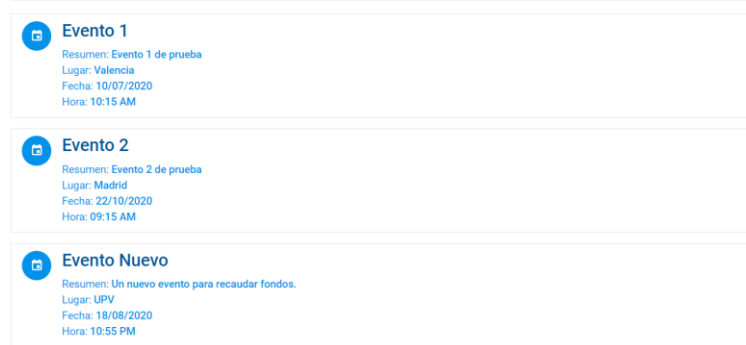 Evento 1
Resumen: Evento 1 de prueba
Lugar: Valencia
Fecha: 10/07/2020
Hora: 10:15 AM
Evento 2
Resumen: Evento 2 de prueba
Lugar: Madrid
Fecha: 22/10/2020
Hora: 09:15 AM
Evento Nuevo
Resumen: Un nuevo evento para recaudar fondos.
Lugar: UPV
Fecha: 18/08/2020
Hora: 10:55 PM